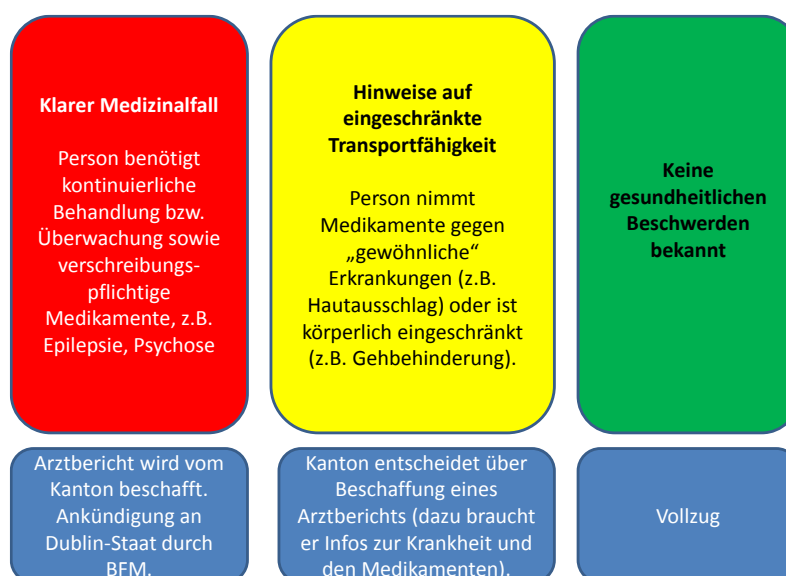 Klarer Medizinalfall
Person benötigt
kontinuierliche
Behandlung bzw.
Überwachung sowie
verschreibungs-
pflichtige
Medikamente, z.B.
Epilepsie, Psychose
Hinweise auf
eingeschränkte
Transportfähigkeit
Person nimmt
Medikamente gegen
„gewöhnliche“
Erkrankungen (z.B.
Hautausschlag) oder ist
körperlich eingeschränkt
(z.B. Gehbehinderung).
Keine
gesundheitlichen
Beschwerden
bekannt
Arztbericht wird vom
Kanton beschafft.
Ankündigung an
Dublin-Staat durch
BFM.
Kanton entscheidet über
Beschaffung eines
Arztberichts (dazu braucht
er Infos zur Krankheit und
den Medikamenten).
Vollzug